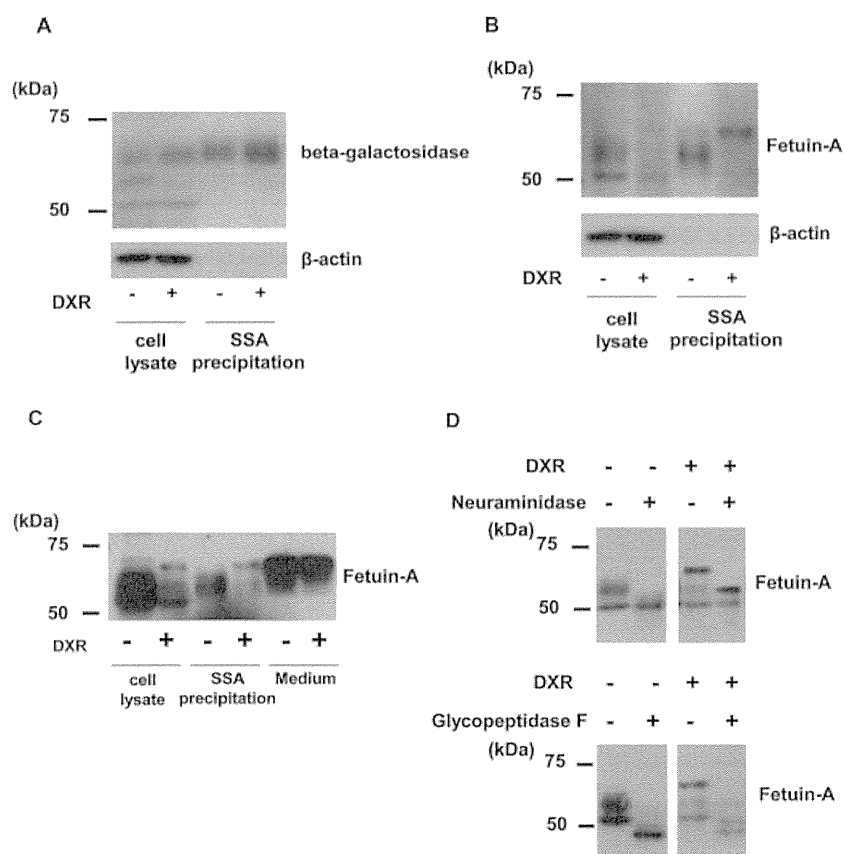 A
(kDa)
75
50
beta-galactosidase
β-actin
DXR - + - +
cell lysate
SSA precipitation
B
(kDa)
75
50
Fetuin-A
β-actin
DXR - + - +
cell lysate
SSA precipitation
C
(kDa)
75
50
Fetuin-A
DXR - + - + - +
cell lysate
SSA precipitation
Medium
D
DXR - - + +
Neuraminidase - + - +
(kDa)
75
50
Fetuin-A
DXR - - + +
Glycopeptidase F - + - +
(kDa)
75
50
Fetuin-A